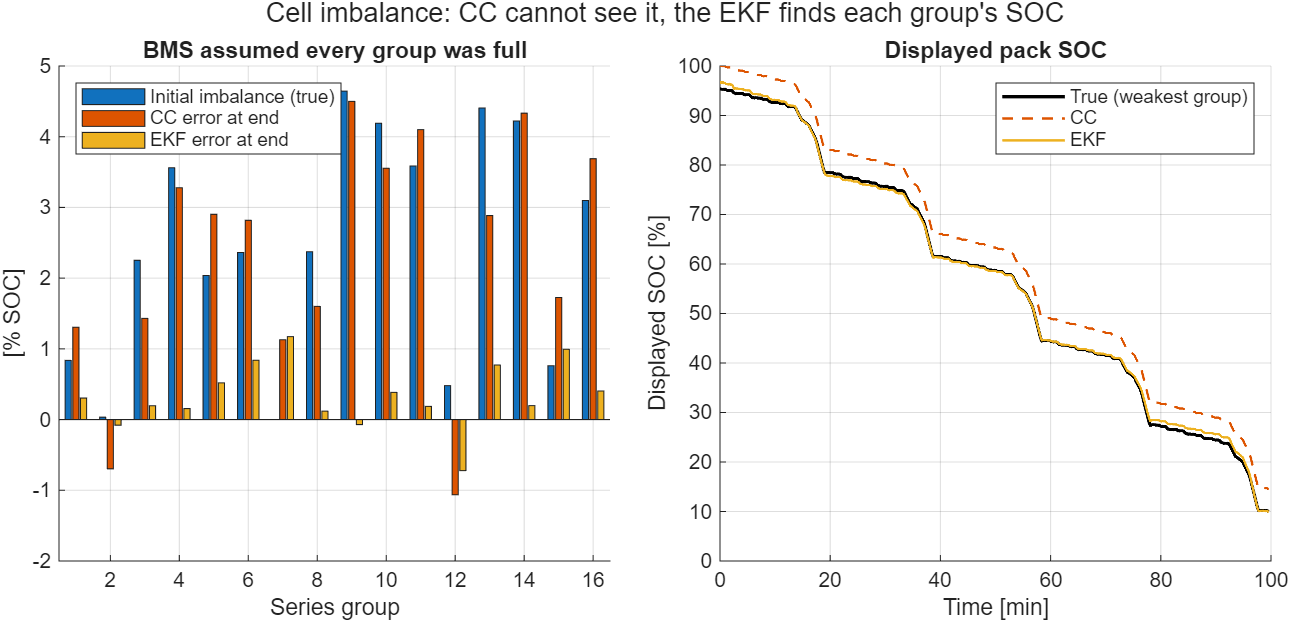 Cell imbalance: CC cannot see it, the EKF finds each group's SOC
BMS assumed every group was full
[% SOC]
5
4
3
2
1
0
-1
-2
Initial imbalance (true)
CC error at end
EKF error at end
2
4
6
8
10
12
14
16
Series group
Displayed pack SOC
Displayed SOC [%]
100
90
80
70
60
50
40
30
20
10
0
True (weakest group)
CC
EKF
0
20
40
60
80
100
Time [min]